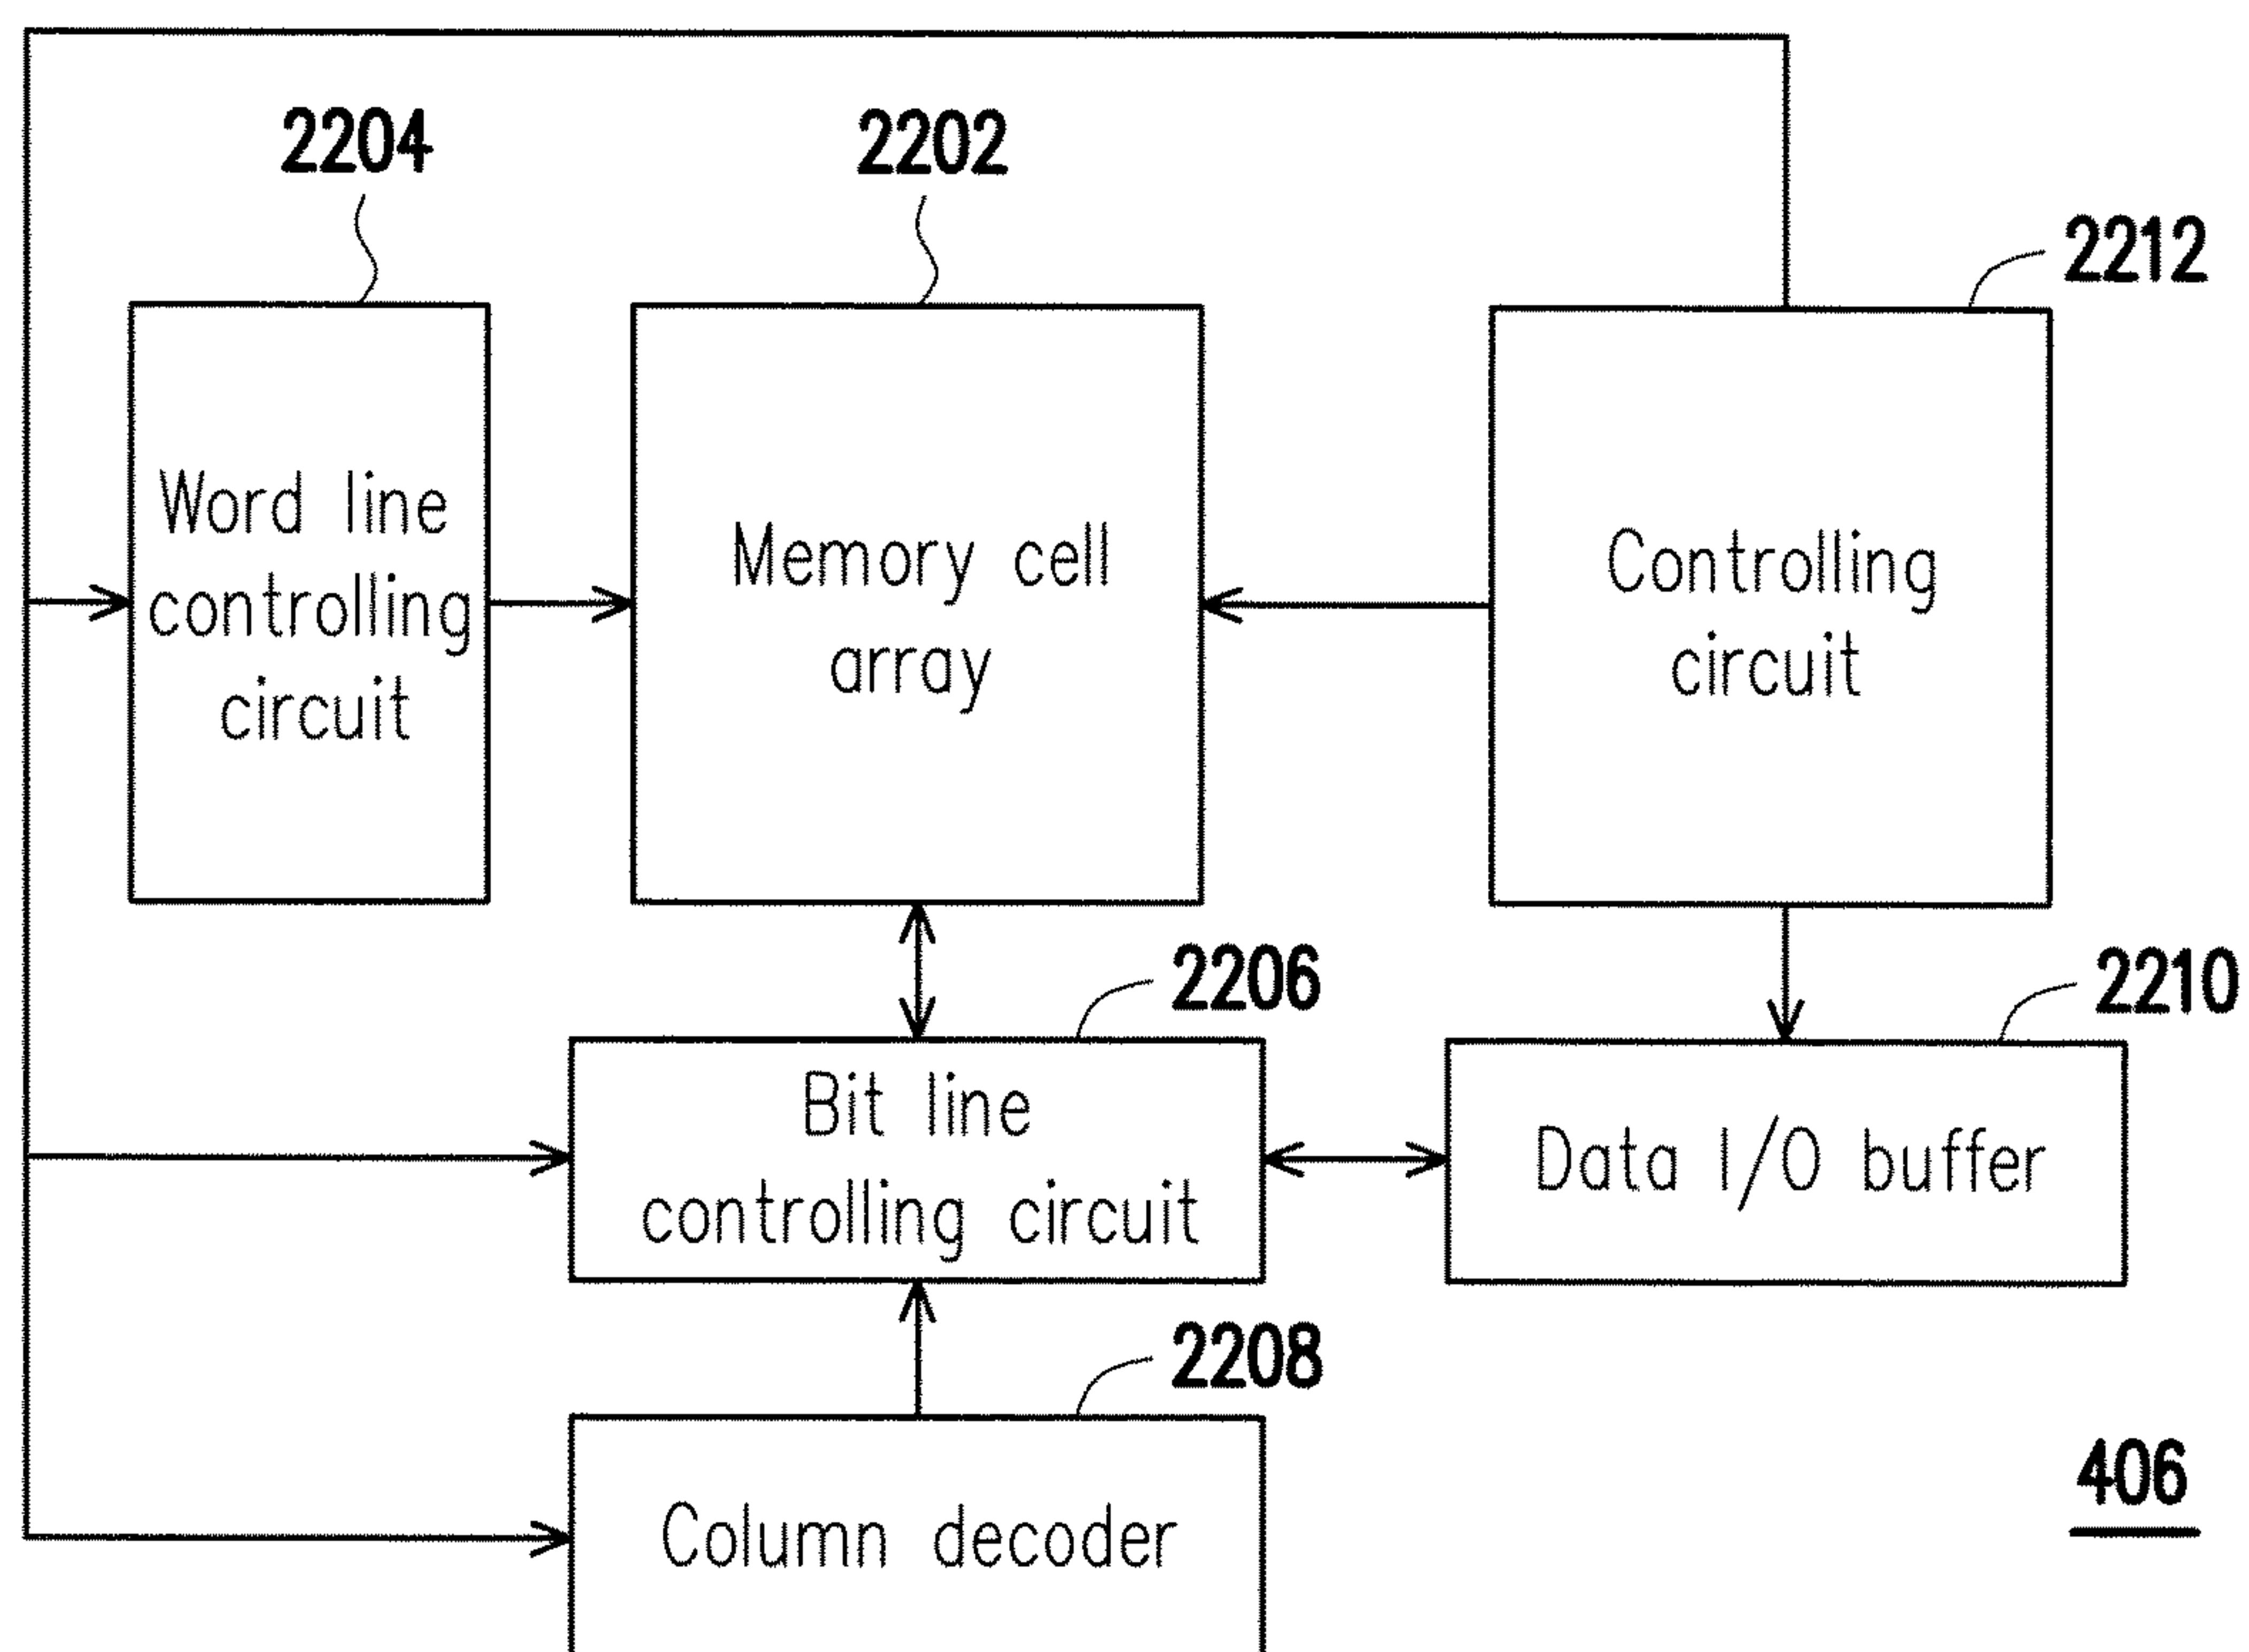 2204
2202
2212
Word line
controlling
circuit
Memory cell
array
Controlling
circuit
2206
2210
Bit line
controlling circuit
Data I/O buffer
2208
Column decoder
406